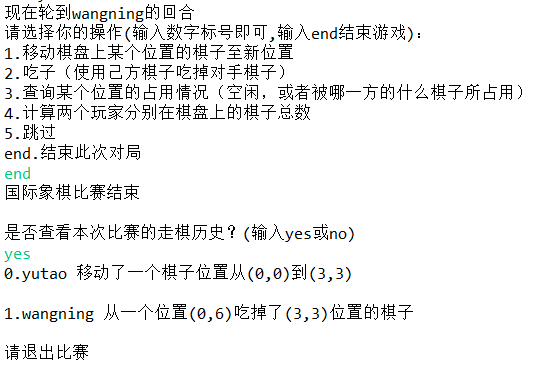 现在轮到wangning的回合
请选择你的操作(输入数字标号即可,输入end结束游戏)：
1.移动棋盘上某个位置的棋子至新位置
2.吃子（使用己方棋子吃掉对手棋子）
3.查询某个位置的占用情况（空闲，或者被哪一方的什么棋子所占用）
4.计算两个玩家分别在棋盘上的棋子总数
5.跳过
end.结束此次对局
end
国际象棋比赛结束
是否查看本次比赛的走棋历史？(输入yes或no)
yes
0.yutao 移动了一个棋子位置从(0,0)到(3,3)
1.wangning 从一个位置(0,6)吃掉了(3,3)位置的棋子
请退出比赛